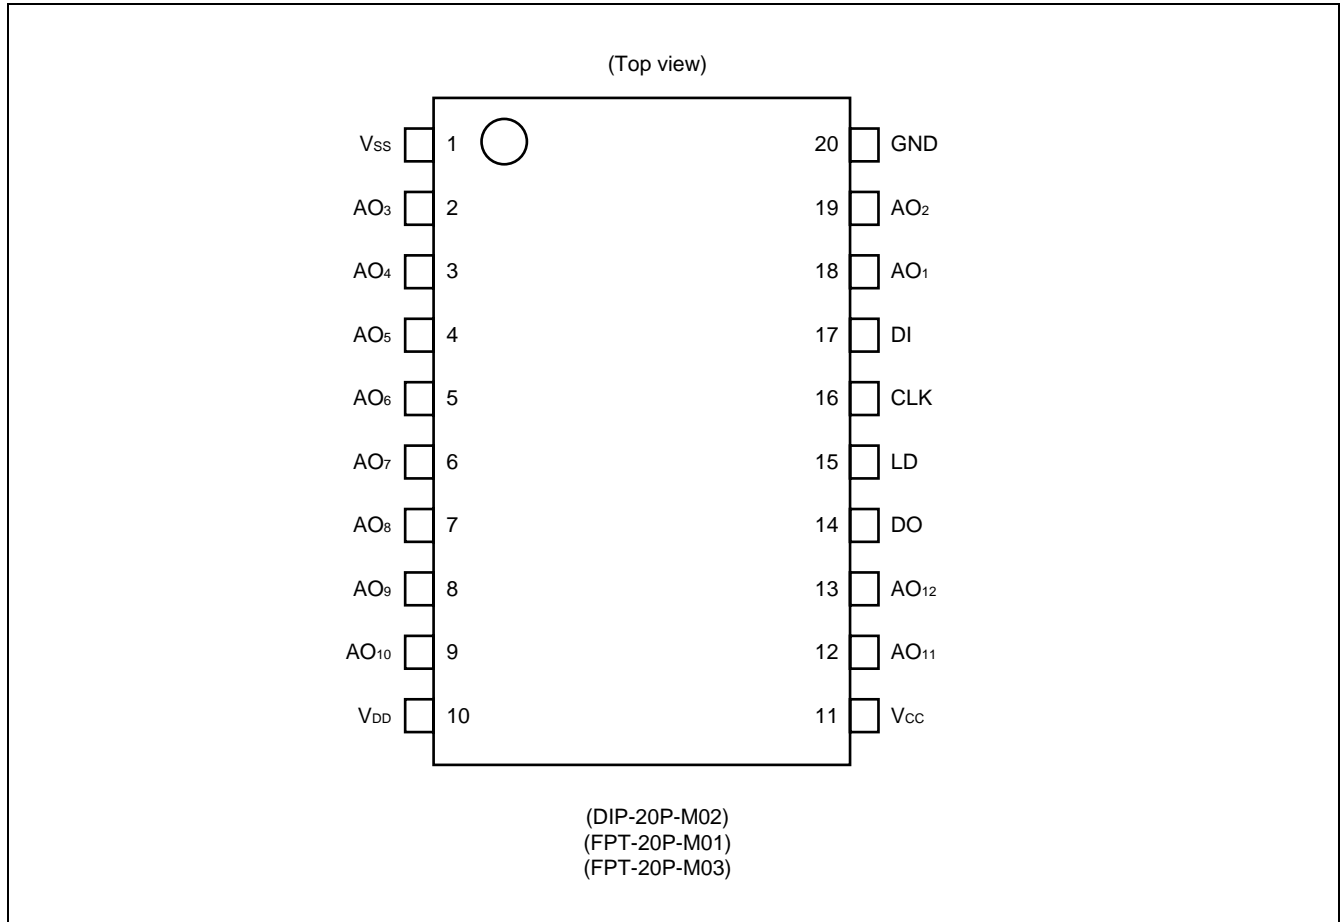 (Top view)
Vss 1 20 GND
AO3 2 19 AO2
AO4 3 18 AO1
AO5 4 17 DI
AO6 5 16 CLK
AO7 6 15 LD
AO8 7 14 DO
AO9 8 13 AO12
AO10 9 12 AO11
VDD 10 11 Vcc
(DIP-20P-M02)
(FPT-20P-M01)
(FPT-20P-M03)